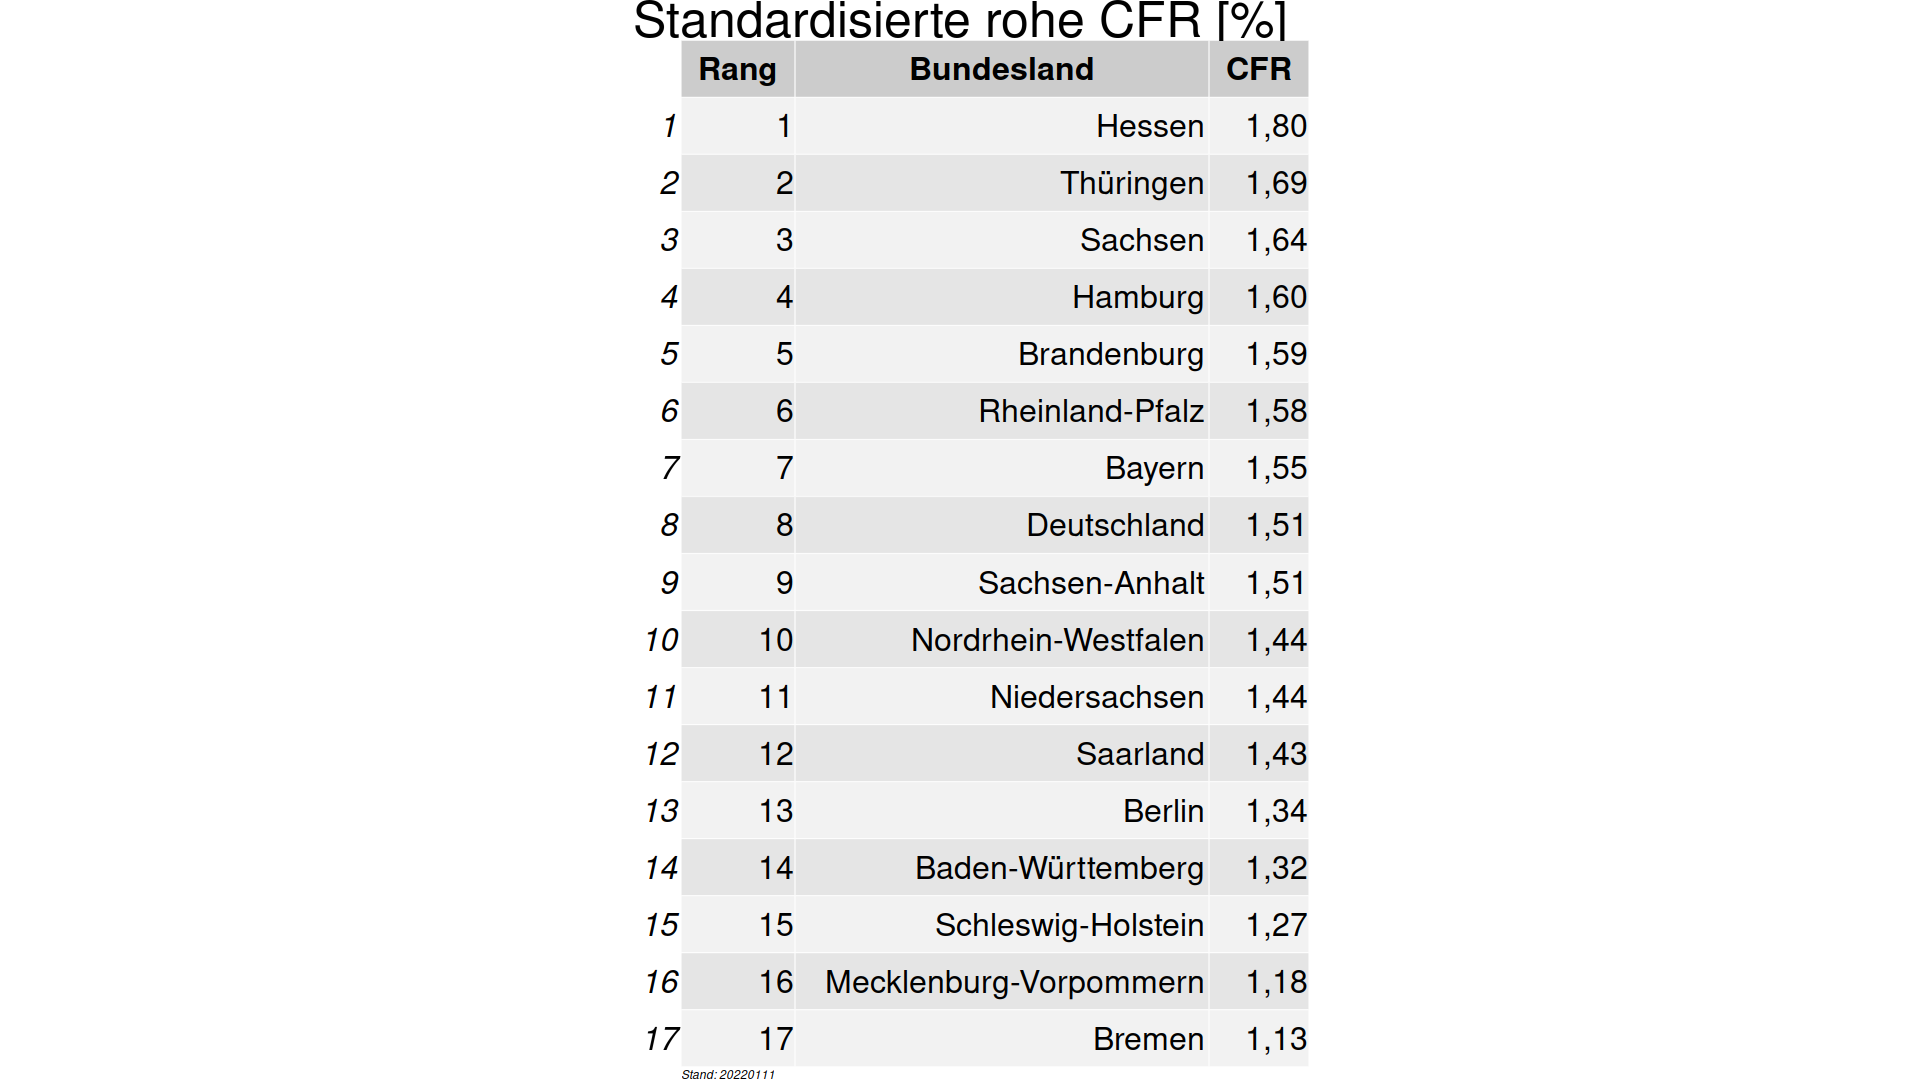 Standardisierte rohe CFR [%]
Rang Bundesland CFR
1 1 Hessen 1,80
2 2 Thüringen 1,69
3 3 Sachsen 1,64
4 4 Hamburg 1,60
5 5 Brandenburg 1,59
6 6 Rheinland-Pfalz 1,58
7 7 Bayern 1,55
8 8 Deutschland 1,51
9 9 Sachsen-Anhalt 1,51
10 10 Nordrhein-Westfalen 1,44
11 11 Niedersachsen 1,44
12 12 Saarland 1,43
13 13 Berlin 1,34
14 14 Baden-Württemberg 1,32
15 15 Schleswig-Holstein 1,27
16 16 Mecklenburg-Vorpommern 1,18
17 17 Bremen 1,13
Stand: 20220111